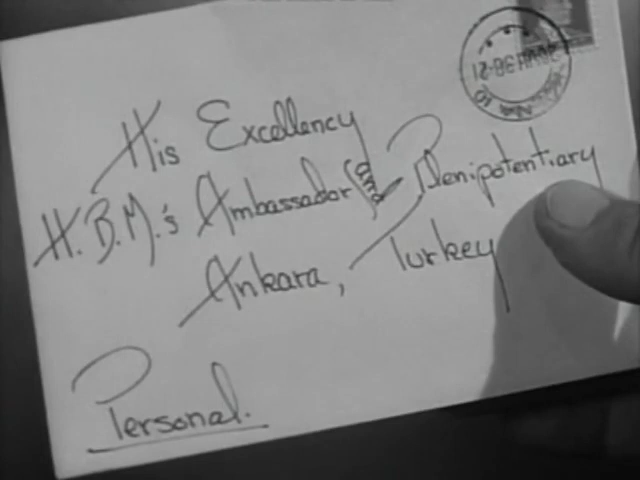 His Excellency
H.B.M.'s Ambassador and Plenipotentiary
Ankara, Turkey
Personal.